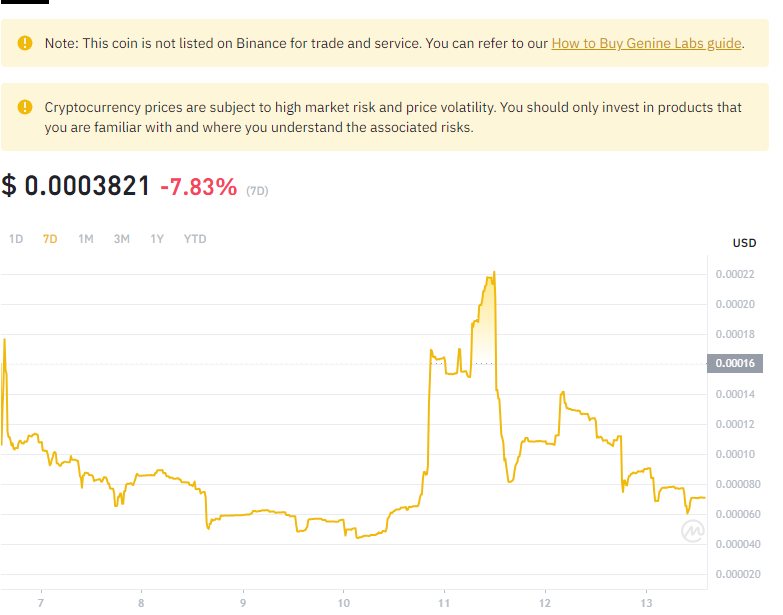 Note: This coin is not listed on Binance for trade and service. You can refer to our How to Buy Genine Labs guide.
Cryptocurrency prices are subject to high market risk and price volatility. You should only invest in products that
you are familiar with and where you understand the associated risks.
$ 0.0003821 -7.83% (7D)
1D 7D 1M 3M 1Y YTD
USD
0.00022
0.00020
0.00018
0.00016
0.00014
0.00012
0.00010
0.000080
0.000060
0.000040
0.000020
7 8 9 10 11 12 13